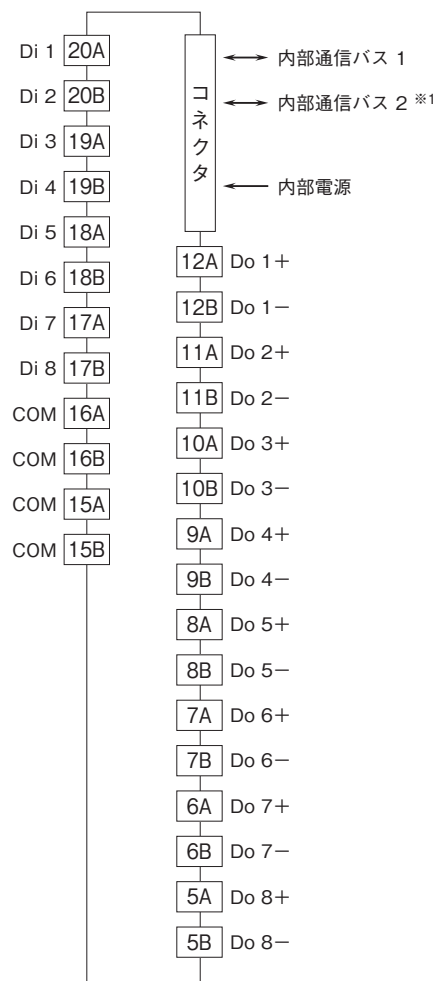 Di 1 20A
Di 2 20B
Di 3 19A
Di 4 19B
Di 5 18A
Di 6 18B
Di 7 17A
Di 8 17B
COM 16A
COM 16B
COM 15A
COM 15B
コネクタ
内部通信バス 1
内部通信バス 2 ※1
内部電源
12A Do 1+
12B Do 1−
11A Do 2+
11B Do 2−
10A Do 3+
10B Do 3−
9A Do 4+
9B Do 4−
8A Do 5+
8B Do 5−
7A Do 6+
7B Do 6−
6A Do 7+
6B Do 7−
5A Do 8+
5B Do 8−